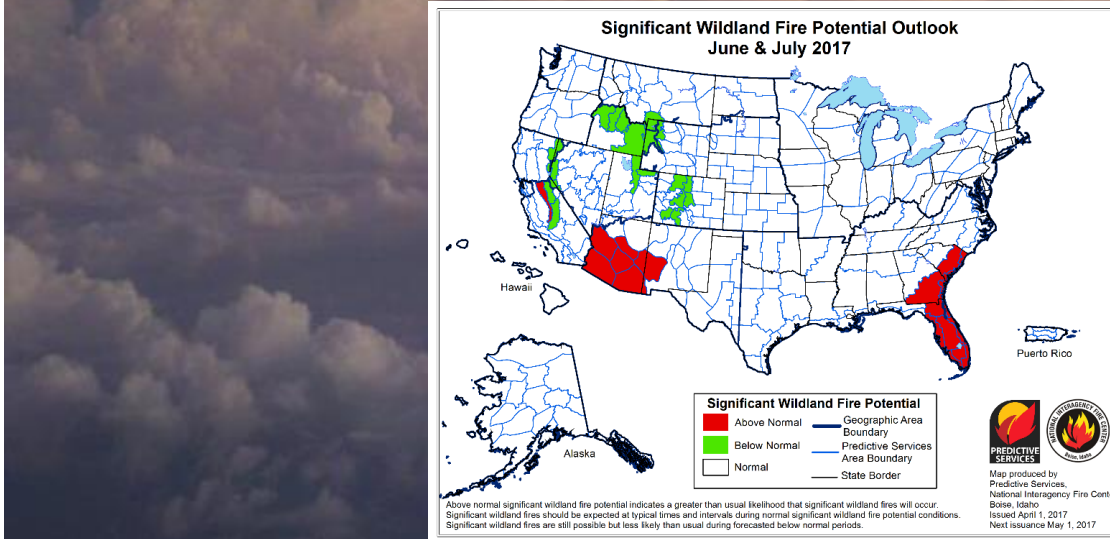 Significant Wildland Fire Potential Outlook
June & July 2017
Hawaii
Puerto Rico
Alaska
Significant Wildland Fire Potential
Above Normal
Below Normal
Normal
Geographic Area
Boundary
Predictive Services
Area Boundary
State Border
PREDICTIVE
SERVICES
NATIONAL INTERAGENCY FIRE CENTER
Boise, Idaho
Map produced by
Predictive Services,
National Interagency Fire Cent
Boise, Idaho
Issued April 1, 2017
Next issuance May 1, 2017
Above normal significant wildland fire potential indicates a greater than usual likelihood that significant wildland fires will occur.
Significant wildland fires should be expected at typical times and intervals during normal significant wildland fire potential conditions.
Significant wildland fires are still possible but less likely than usual during forecasted below normal periods.